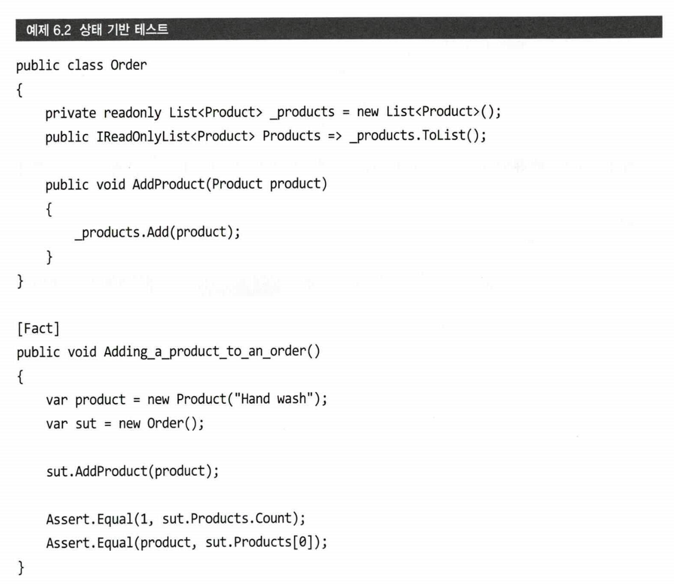 예제 6.2 상태 기반 테스트
public class Order
{
    private readonly List<Product> _products = new List<Product>();
    public IReadOnlyList<Product> Products => _products.ToList();

    public void AddProduct(Product product)
    {
        _products.Add(product);
    }
}

[Fact]
public void Adding_a_product_to_an_order()
{
    var product = new Product("Hand wash");
    var sut = new Order();

    sut.AddProduct(product);

    Assert.Equal(1, sut.Products.Count);
    Assert.Equal(product, sut.Products[0]);
}